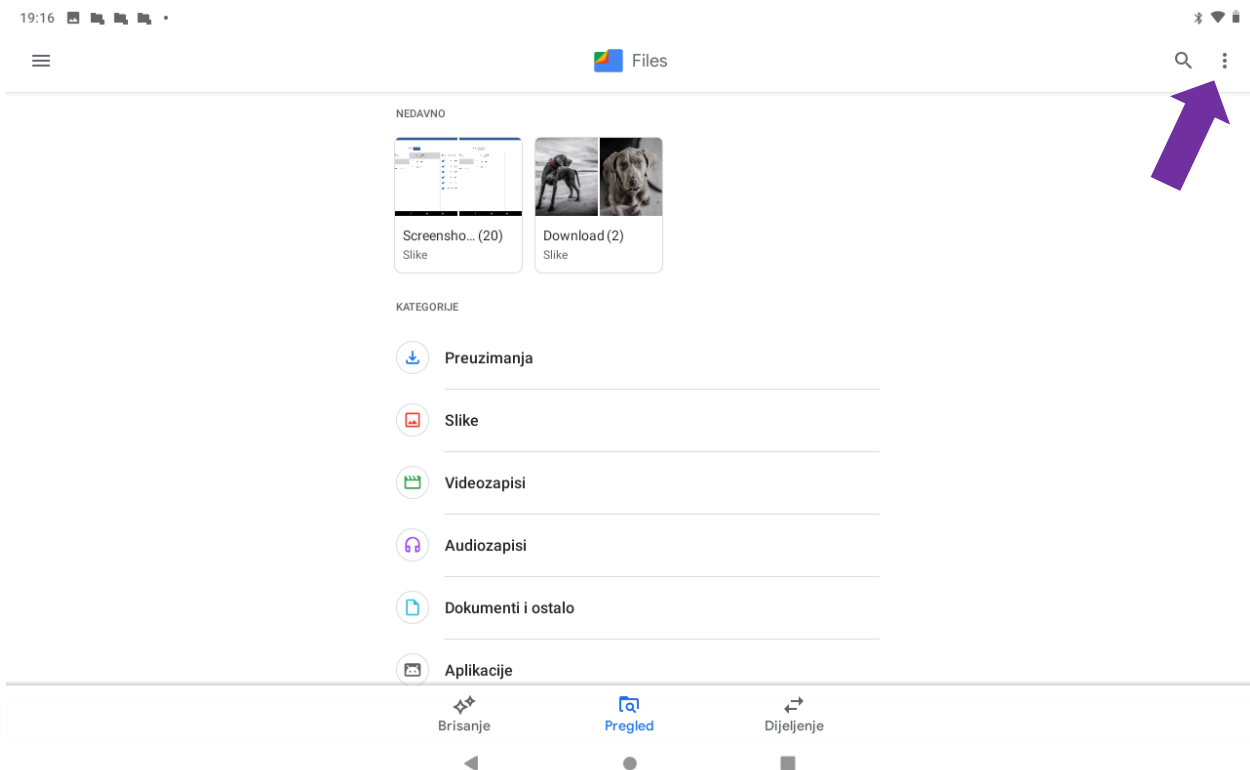 19:16
Files
NEDAVNO
Screensho... (20)
Slike
Download (2)
Slike
KATEGORIJE
Preuzimanja
Slike
Videozapisi
Audiozapisi
Dokumenti i ostalo
Aplikacije
Brisanje
Pregled
Dijeljenje